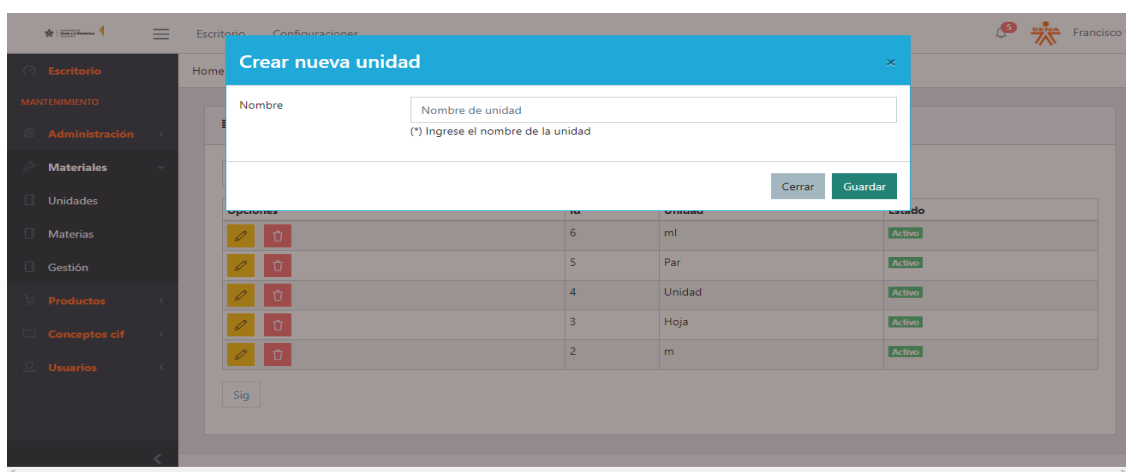 Escritorio Configuraciones
5
SENA
Francisco
Escritorio
Home
Crear nueva unidad
×
MANTENIMIENTO
Nombre
Nombre de unidad
(*) Ingrese el nombre de la unidad
Administración
Materiales
Cerrar Guardar
Unidades
Opciones Id Unidad Estado
Materias
6 ml Activo
Gestión
5 Par Activo
4 Unidad Activo
Productos
3 Hoja Activo
Conceptos cif
2 m Activo
Usuarios
Sig